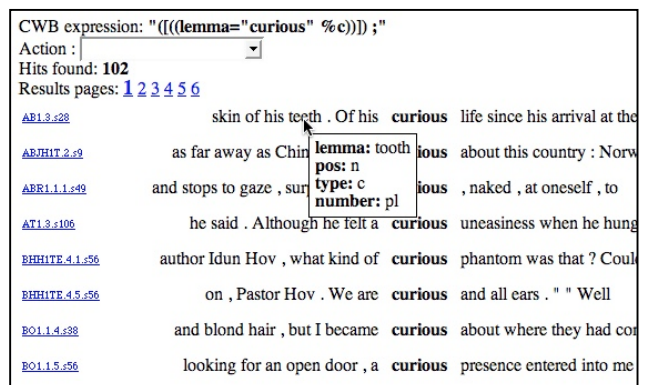 CWB expression: "([((lemma="curious" %c))]) ;"
Action :
Hits found: 102
Results pages: 1 2 3 4 5 6
AB1.3.s28 skin of his teeth . Of his curious life since his arrival at the
ABJH1T.2.s9 as far away as Chin ious about this country : Norw
ABR1.1.1.s49 and stops to gaze , sur ious , naked , at oneself , to
lemma: tooth
pos: n
type: c
number: pl
AT1.3.s106 he said . Although he felt a curious uneasiness when he hung
BHH1TE.4.1.s56 author Idun Hov , what kind of curious phantom was that ? Coul
BHH1TE.4.5.s56 on , Pastor Hov . We are curious and all ears . " " Well
BO1.1.4.s38 and blond hair , but I became curious about where they had cor
BO1.1.5.s56 looking for an open door , a curious presence entered into me